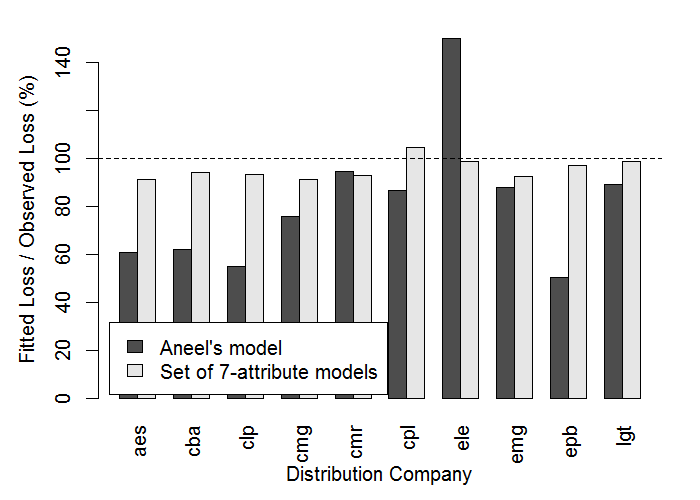 Fitted Loss / Observed Loss (%)
140
100
80
60
40
20
0
Aneel's model
Set of 7-attribute models
aes
cba
clp
cmg
cmr
cpl
ele
emg
epb
lgt
Distribution Company